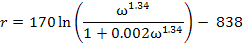 r = 170 ln ( ω^1.34 / (1 + 0.002ω^1.34) ) − 838